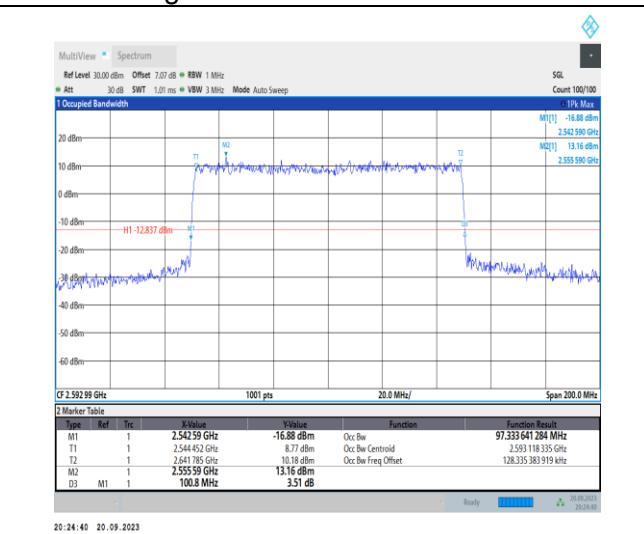 MultiView Spectrum
Ref Level 30.00 dBm Offset 7.07 dB RBW 1 MHz SGL
Att 30 dB SWT 1.01 ms VBW 3 MHz Mode Auto Sweep Count 100/100
1 Occupied Bandwidth 1Pk Max
M1[1] -16.88 dBm
2.542 590 GHz
M2[1] 13.16 dBm
2.555 590 GHz
20 dBm
M2
T1
T2
10 dBm
0 dBm
-10 dBm
H1 -12.837 dBm
M1
-20 dBm
-30 dBm
-40 dBm
-50 dBm
-60 dBm
CF 2.592 99 GHz 1001 pts 20.0 MHz/ Span 200.0 MHz
2 Marker Table
Type Ref Trc X-Value Y-Value Function Function Result
M1 1 2.542 59 GHz -16.88 dBm Occ Bw 97.333 641 284 MHz
T1 1 2.544 452 GHz 8.77 dBm Occ Bw Centroid 2.593 118 335 GHz
T2 1 2.641 785 GHz 10.18 dBm Occ Bw Freq Offset 128.335 383 919 kHz
M2 1 2.555 59 GHz 13.16 dBm
D3 M1 1 100.8 MHz 3.51 dB
Ready 20.09.2023
20:24:40
20:24:40 20.09.2023